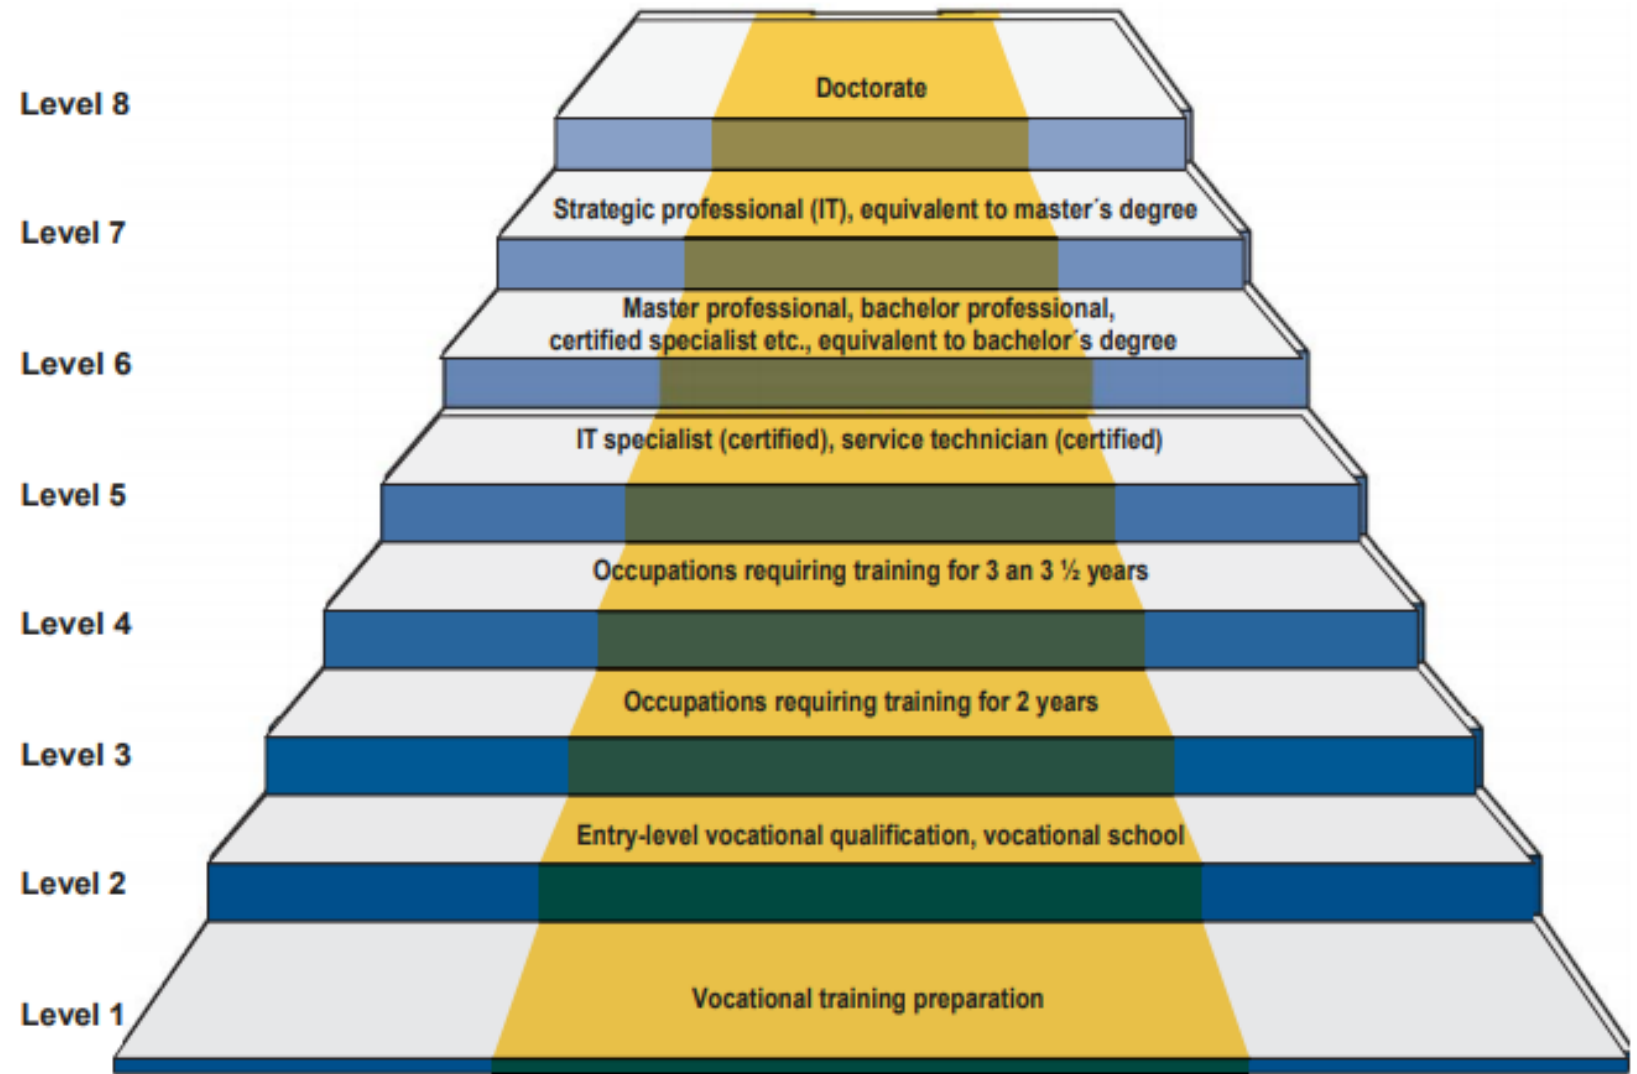 Level 8
Doctorate
Level 7
Strategic professional (IT), equivalent to master´s degree
Level 6
Master professional, bachelor professional,
certified specialist etc., equivalent to bachelor´s degree
Level 5
IT specialist (certified), service technician (certified)
Level 4
Occupations requiring training for 3 an 3 ½ years
Level 3
Occupations requiring training for 2 years
Level 2
Entry-level vocational qualification, vocational school
Level 1
Vocational training preparation